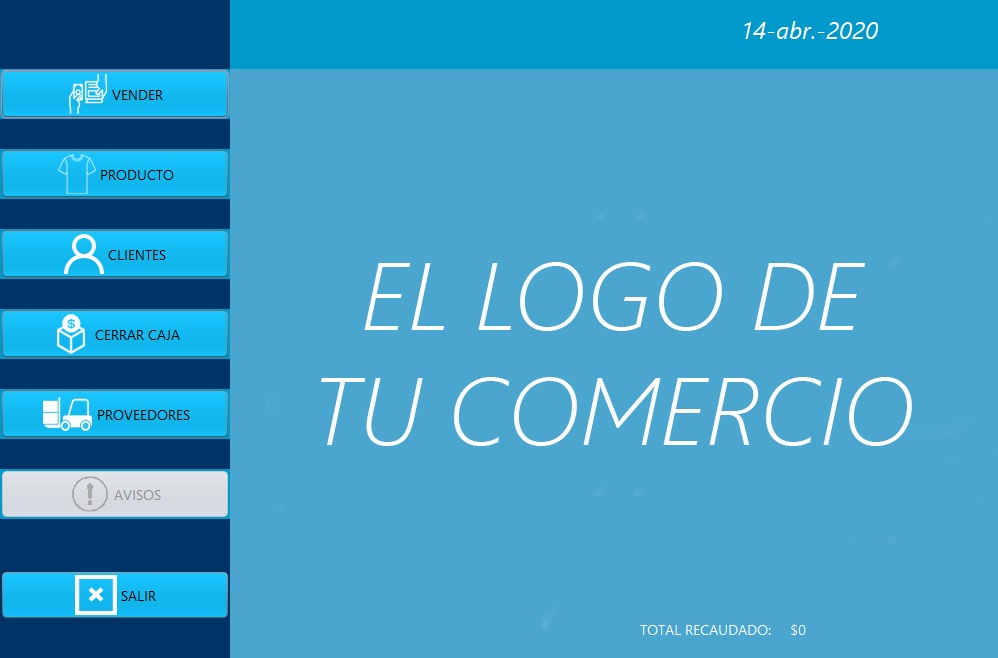 14-abr.-2020
VENDER
PRODUCTO
CLIENTES
CERRAR CAJA
PROVEEDORES
AVISOS
SALIR
EL LOGO DE
TU COMERCIO
TOTAL RECAUDADO: $0